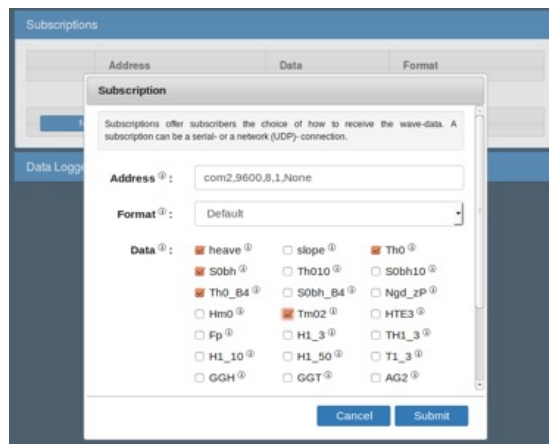 Subscriptions
Address Data Format
Subscription
N
Subscriptions offer subscribers the choice of how to receive the wave-data. A
subscription can be a serial- or a network (UDP)- connection.
Data Logge
Address ⓘ : com2,9600,8,1,None
Format ⓘ : Default
Data ⓘ : heave ⓘ slope ⓘ Th0 ⓘ
S0bh ⓘ Th010 ⓘ S0bh10 ⓘ
Th0_B4 ⓘ S0bh_B4 ⓘ Ngd_zP ⓘ
Hm0 ⓘ Tm02 ⓘ HTE3 ⓘ
Fp ⓘ H1_3 ⓘ TH1_3 ⓘ
H1_10 ⓘ H1_50 ⓘ T1_3 ⓘ
GGH ⓘ GGT ⓘ AG2 ⓘ
Cancel Submit